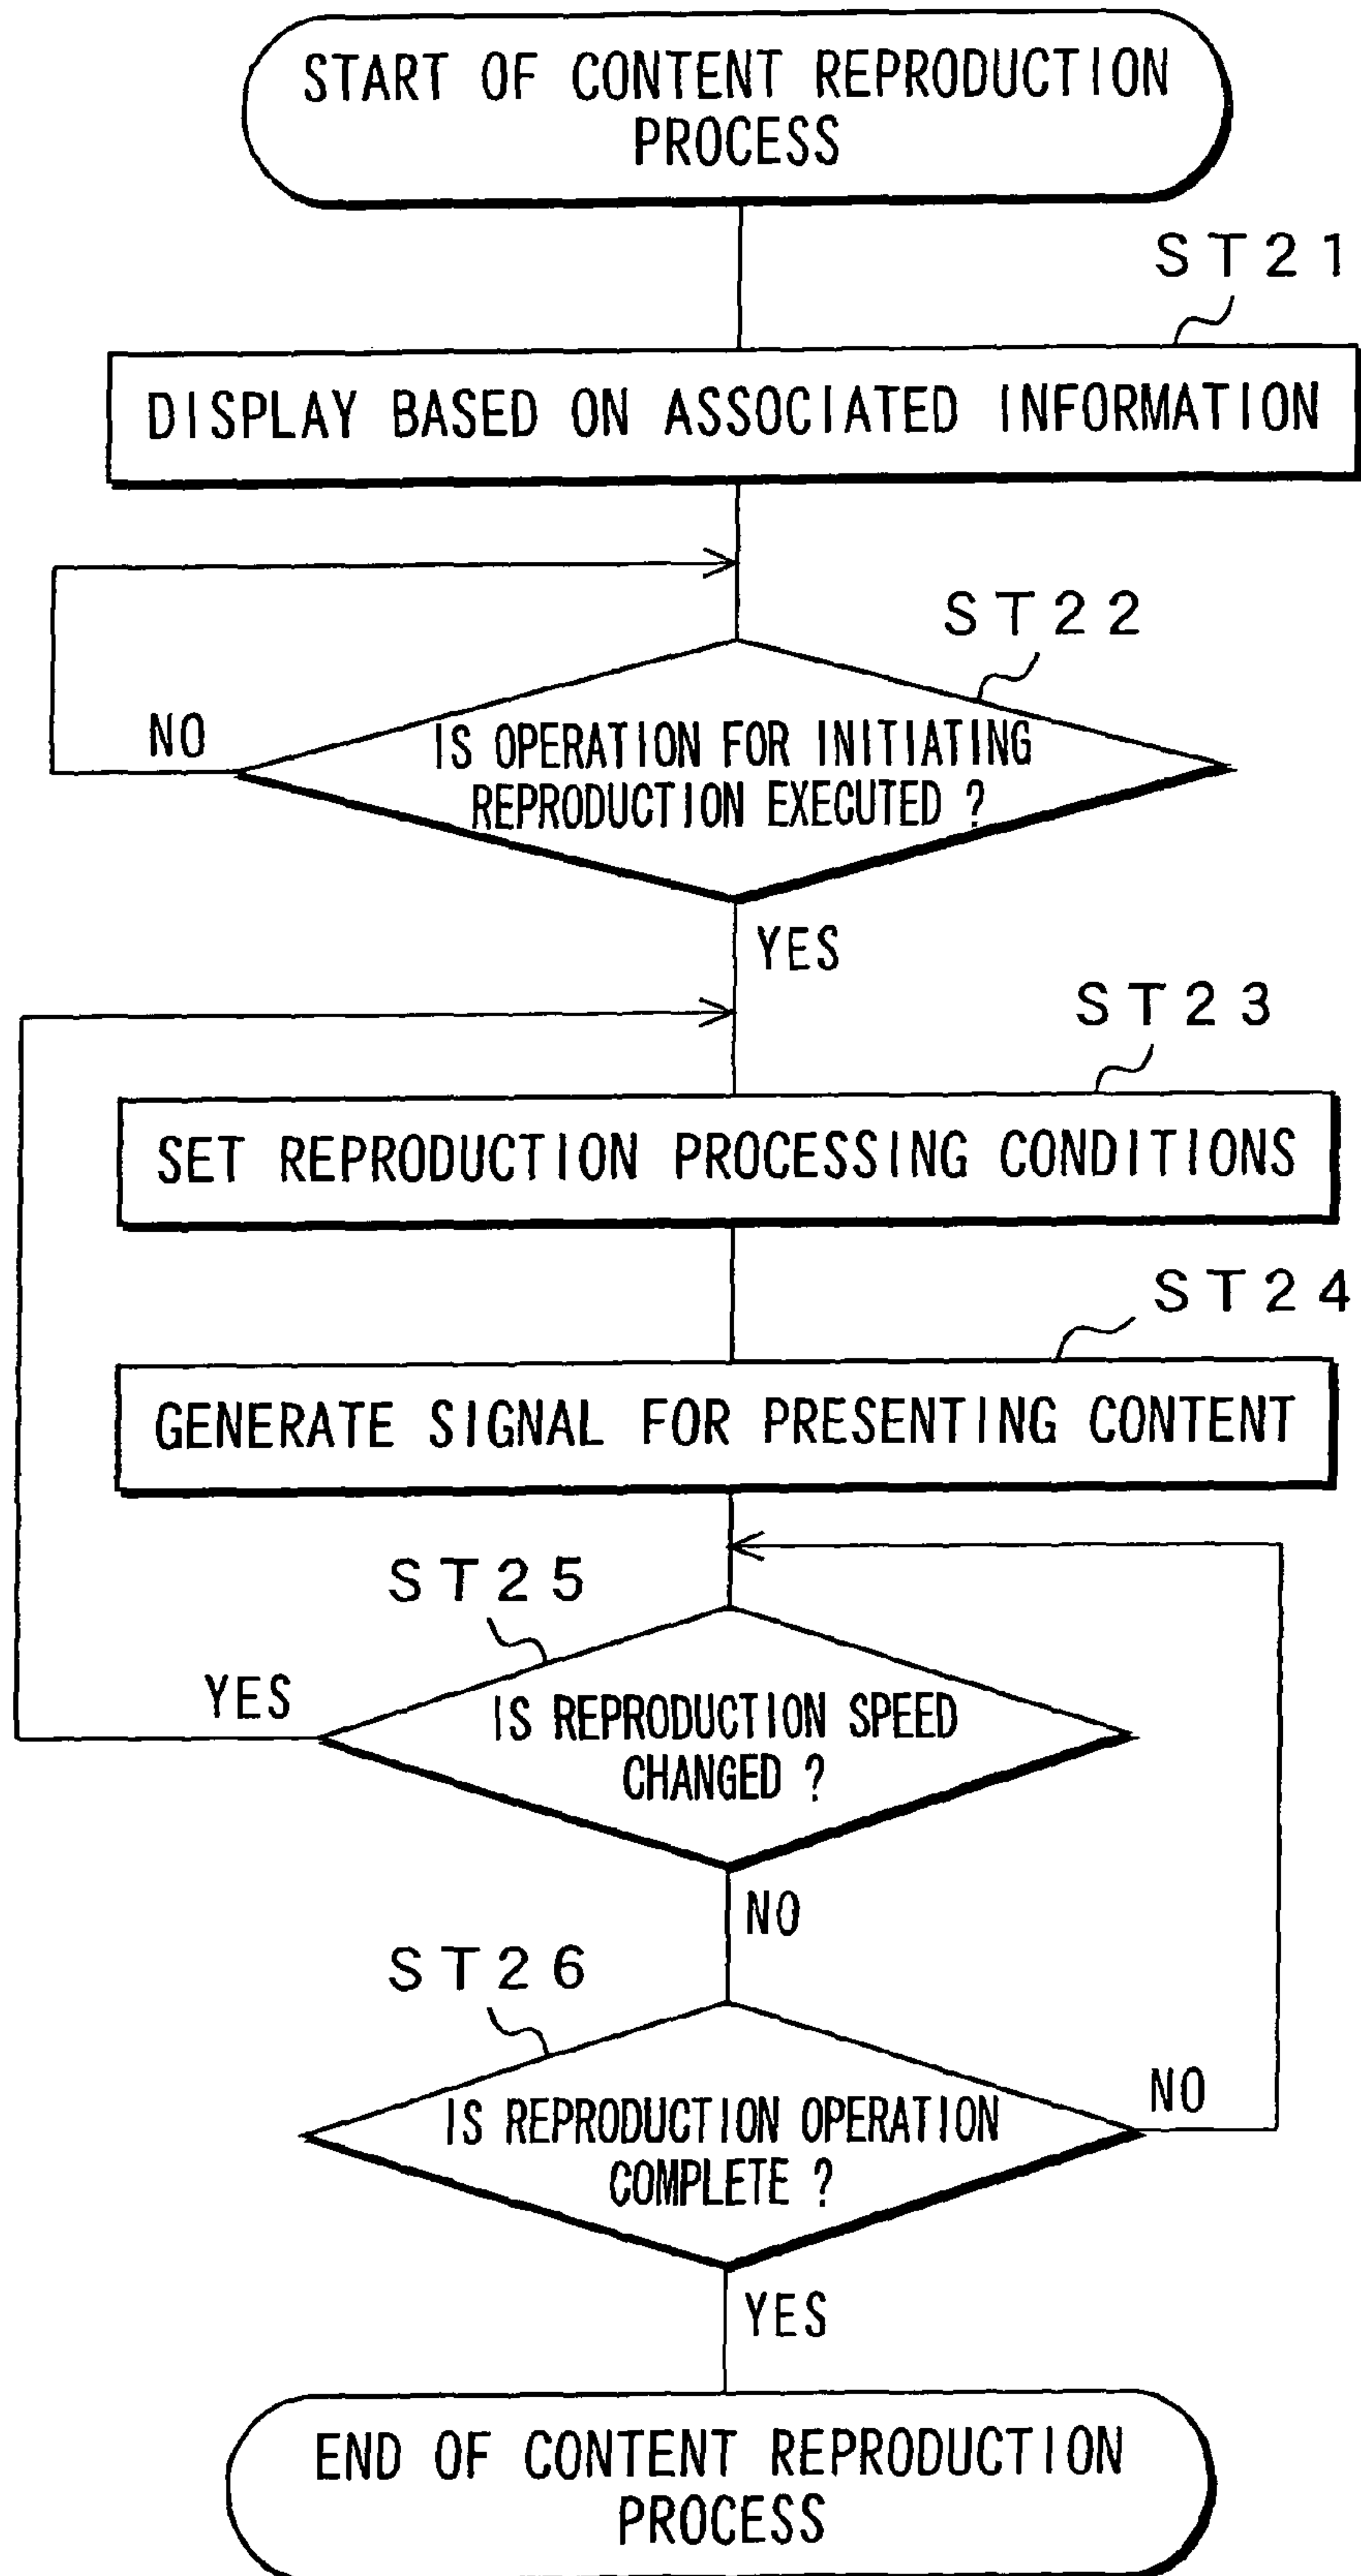 START OF CONTENT REPRODUCTION
PROCESS
ST21
DISPLAY BASED ON ASSOCIATED INFORMATION
ST22
NO
IS OPERATION FOR INITIATING
REPRODUCTION EXECUTED ?
YES
ST23
SET REPRODUCTION PROCESSING CONDITIONS
ST24
GENERATE SIGNAL FOR PRESENTING CONTENT
ST25
YES
IS REPRODUCTION SPEED
CHANGED ?
NO
ST26
NO
IS REPRODUCTION OPERATION
COMPLETE ?
YES
END OF CONTENT REPRODUCTION
PROCESS